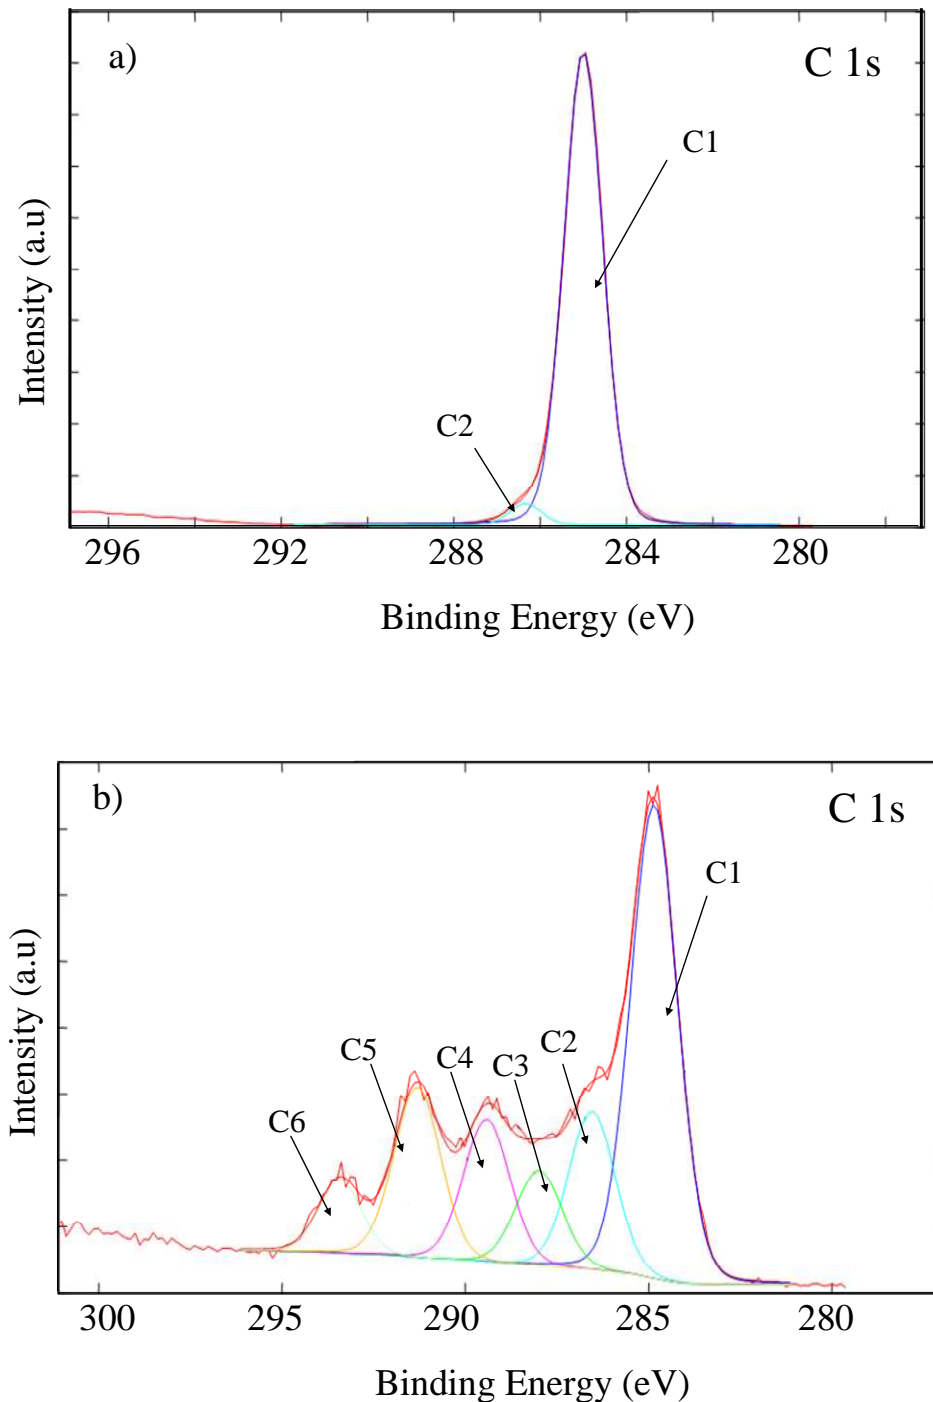 a)
C 1s
C1
Intensity (a.u)
C2
296 292 288 284 280
Binding Energy (eV)
b)
C 1s
C1
Intensity (a.u)
C5 C4 C3 C2
C6
300 295 290 285 280
Binding Energy (eV)